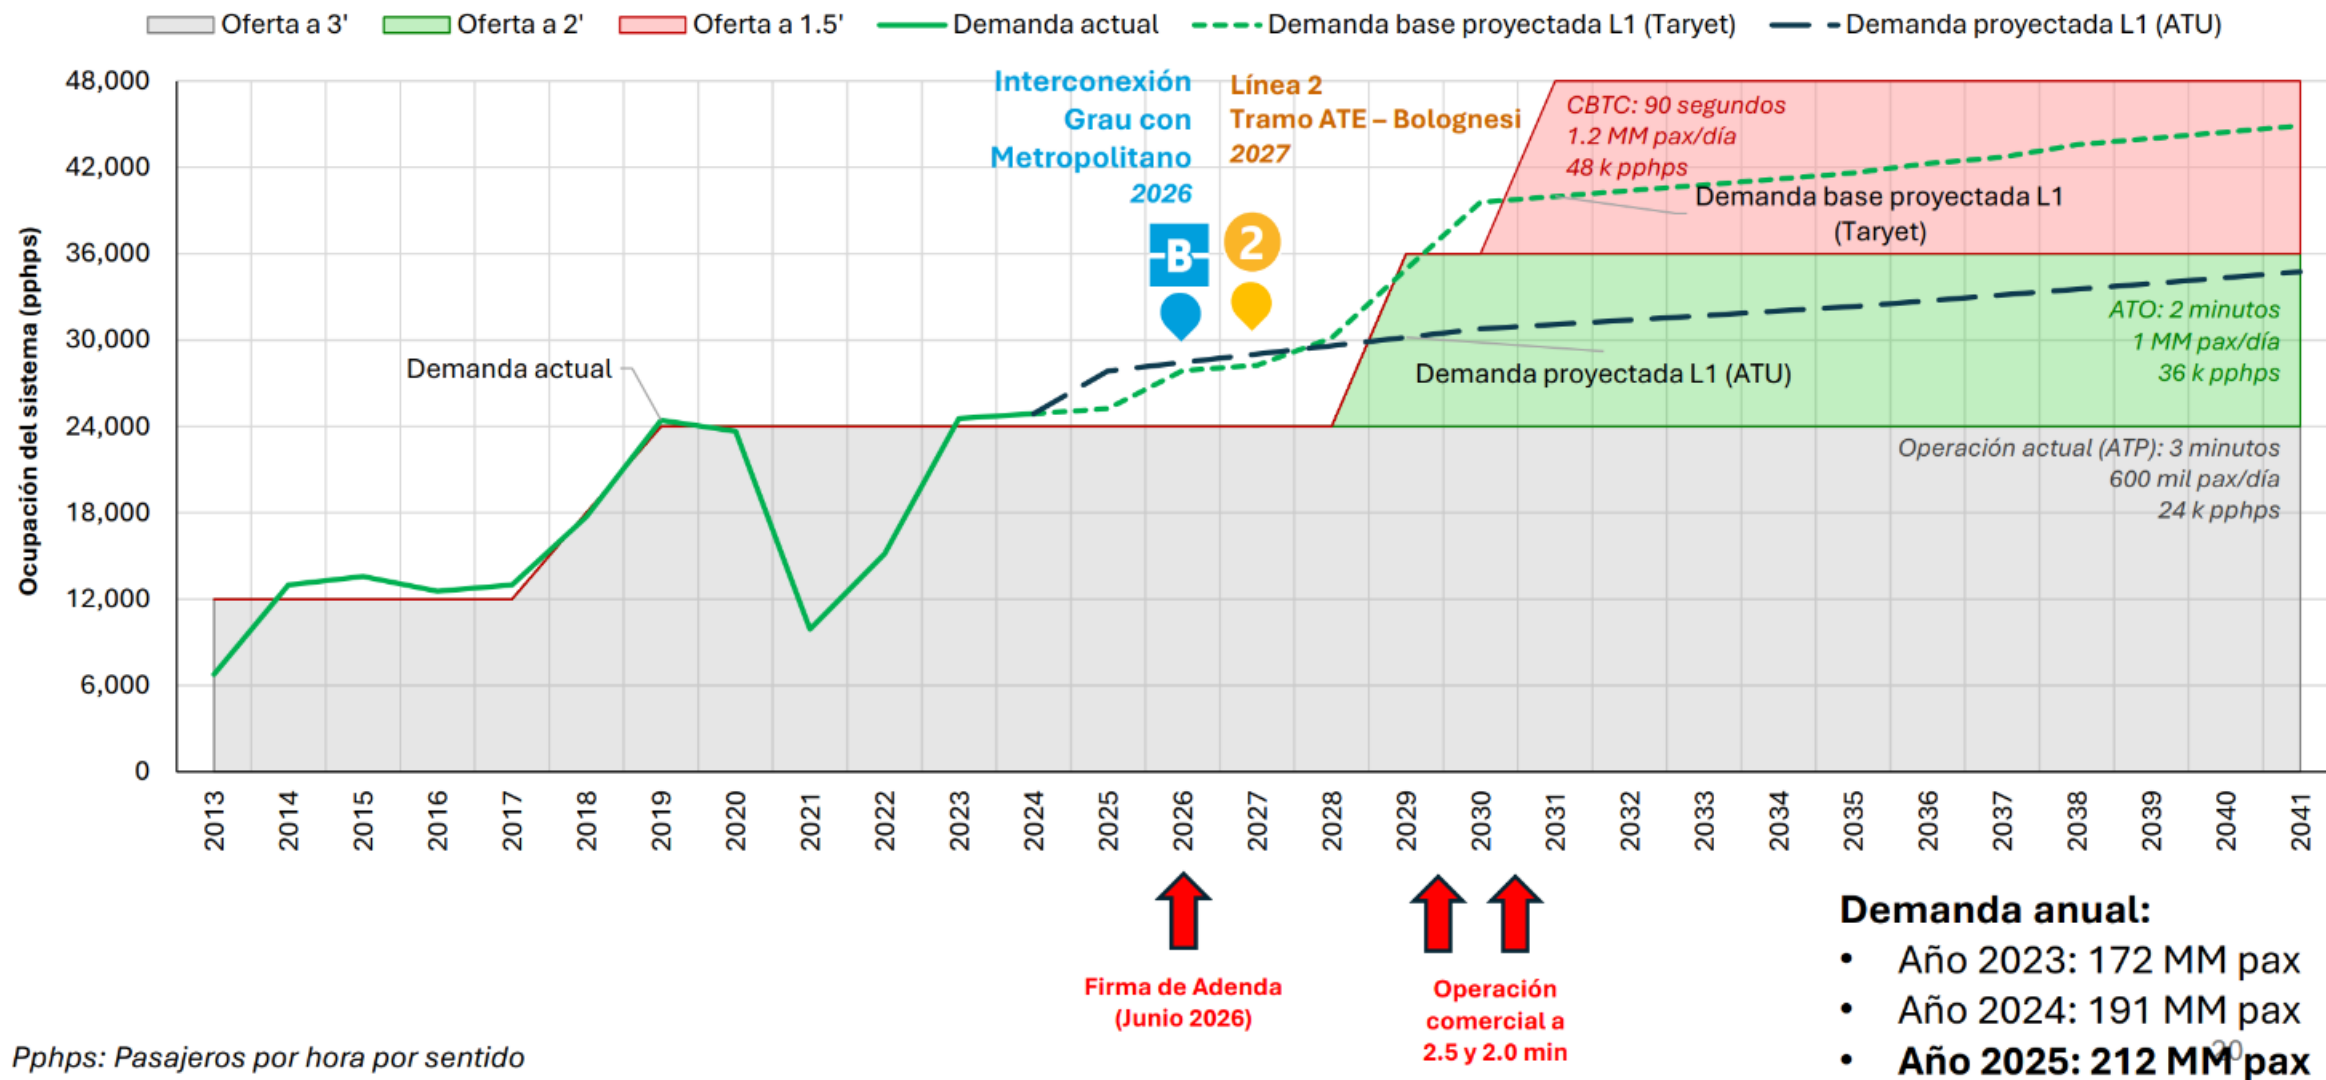 Oferta a 3' Oferta a 2' Oferta a 1.5' Demanda actual Demanda base proyectada L1 (Taryet) Demanda proyectada L1 (ATU)
Ocupación del sistema (pphps)
48,000
42,000
36,000
30,000
24,000
18,000
12,000
6,000
0
Interconexión
Grau con
Metropolitano
2026
B
Línea 2
Tramo ATE – Bolognesi
2027
2
CBTC: 90 segundos
1.2 MM pax/día
48 k pphps
Demanda base proyectada L1
(Taryet)
ATO: 2 minutos
1 MM pax/día
36 k pphps
Demanda actual
Demanda proyectada L1 (ATU)
Operación actual (ATP): 3 minutos
600 mil pax/día
24 k pphps
2013 2014 2015 2016 2017 2018 2019 2020 2021 2022 2023 2024 2025 2026 2027 2028 2029 2030 2031 2032 2033 2034 2035 2036 2037 2038 2039 2040 2041
Firma de Adenda
(Junio 2026)
Operación
comercial a
2.5 y 2.0 min
Demanda anual:
• Año 2023: 172 MM pax
• Año 2024: 191 MM pax
• Año 2025: 212 MM pax
20
Pphps: Pasajeros por hora por sentido